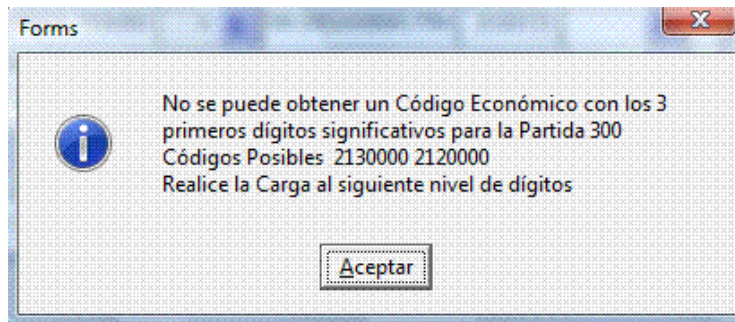 Forms
No se puede obtener un Código Económico con los 3
primeros dígitos significativos para la Partida 300
Códigos Posibles 2130000 2120000
Realice la Carga al siguiente nivel de dígitos
Aceptar